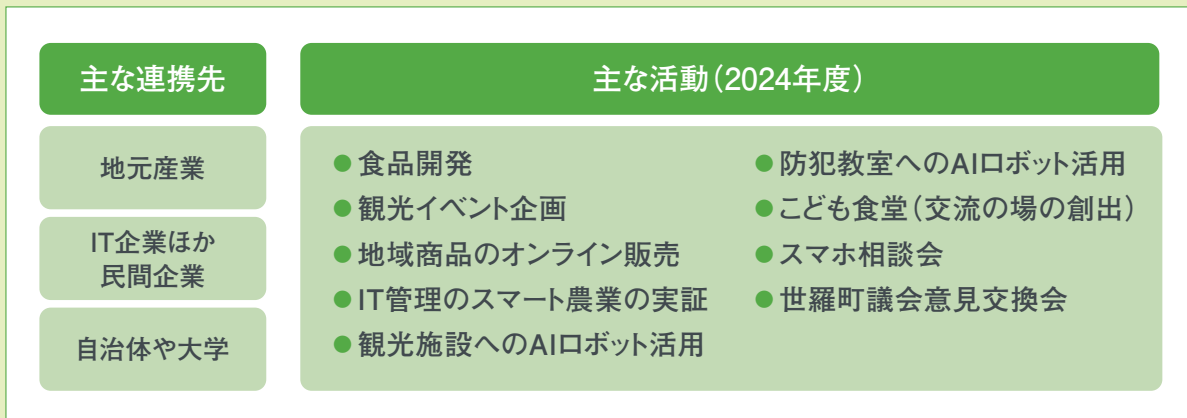 主な連携先
地元産業
IT企業ほか
民間企業
自治体や大学
主な活動（2024年度）
●食品開発
●観光イベント企画
●地域商品のオンライン販売
●IT管理のスマート農業の実証
●観光施設へのAIロボット活用
●防犯教室へのAIロボット活用
●こども食堂（交流の場の創出）
●スマホ相談会
●世羅町議会意見交換会